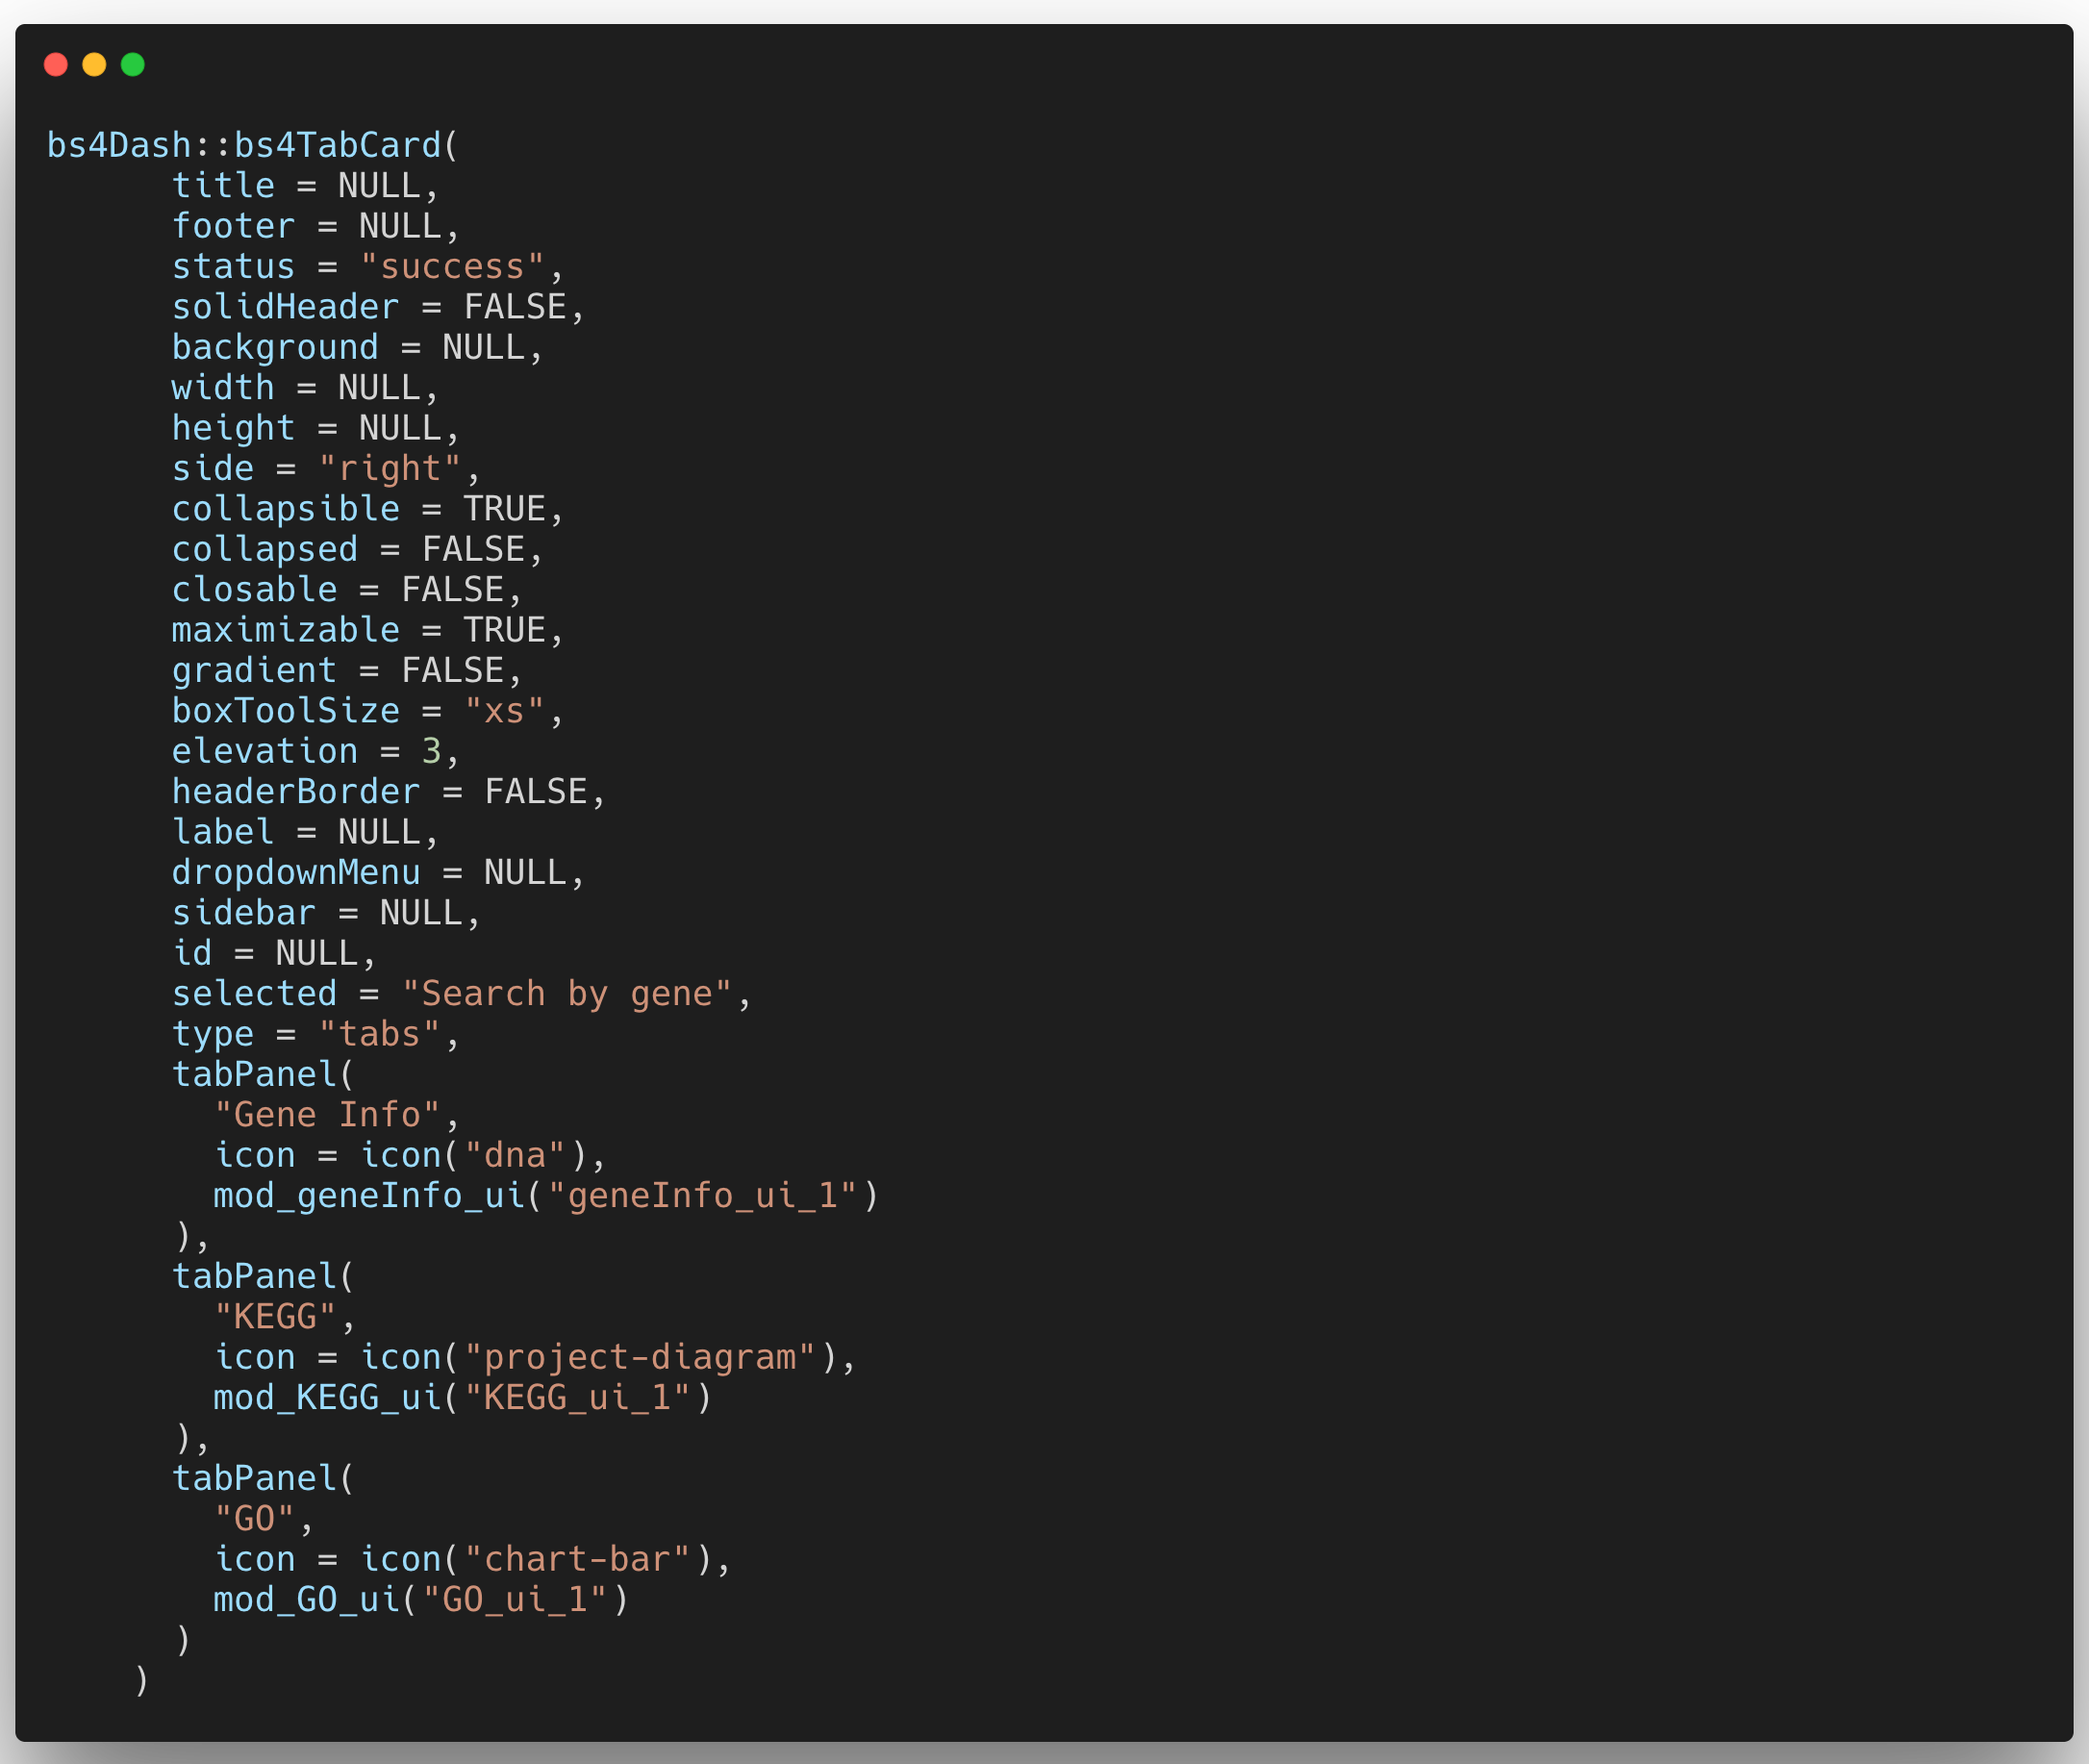 bs4Dash::bs4TabCard(
      title = NULL,
      footer = NULL,
      status = "success",
      solidHeader = FALSE,
      background = NULL,
      width = NULL,
      height = NULL,
      side = "right",
      collapsible = TRUE,
      collapsed = FALSE,
      closable = FALSE,
      maximizable = TRUE,
      gradient = FALSE,
      boxToolSize = "xs",
      elevation = 3,
      headerBorder = FALSE,
      label = NULL,
      dropdownMenu = NULL,
      sidebar = NULL,
      id = NULL,
      selected = "Search by gene",
      type = "tabs",
      tabPanel(
        "Gene Info",
        icon = icon("dna"),
        mod_geneInfo_ui("geneInfo_ui_1")
      ),
      tabPanel(
        "KEGG",
        icon = icon("project-diagram"),
        mod_KEGG_ui("KEGG_ui_1")
      ),
      tabPanel(
        "GO",
        icon = icon("chart-bar"),
        mod_GO_ui("GO_ui_1")
      )
    )